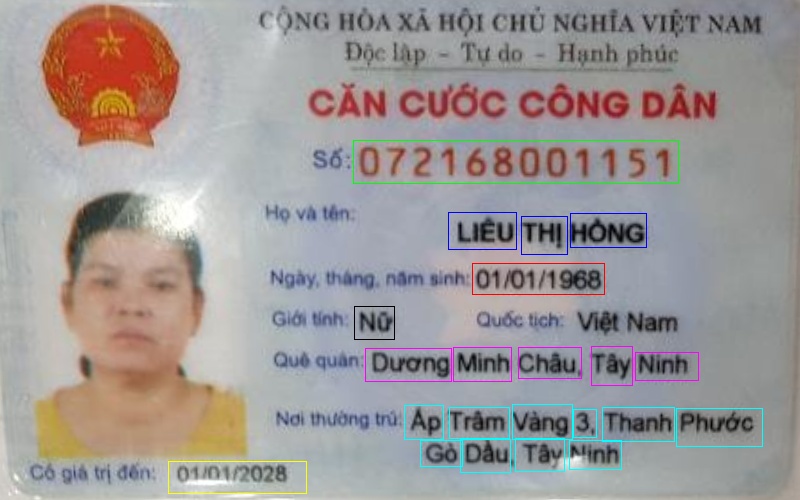 CỘNG HÒA XÃ HỘI CHỦ NGHĨA VIỆT NAM
Độc lập – Tự do – Hạnh phúc
CĂN CƯỚC CÔNG DÂN
Số: 072168001151
Họ và tên: LIÊU THỊ HỒNG
Ngày, tháng, năm sinh: 01/01/1968
Giới tính: Nữ Quốc tịch: Việt Nam
Quê quán: Dương Minh Châu, Tây Ninh
Nơi thường trú: Ấp Trâm Vàng 3, Thanh Phước
Gò Dầu, Tây Ninh
Có giá trị đến: 01/01/2028